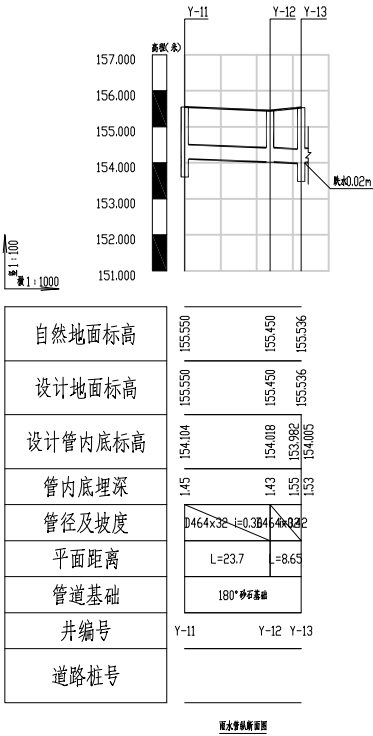 Y-11 Y-12 Y-13
高程(米)
157.000
156.000
155.000
154.000
153.000
152.000
151.000
跌水0.02m
纵1:100
横1:1000
自然地面标高 155.550 155.450 155.536
设计地面标高 155.550 155.450 155.536
设计管内底标高 154.104 154.018 153.982 154.005
管内底埋深 1.45 1.43 1.55 1.53
管径及坡度 D464x32
平面距离 L=23.7 L=8.65
管道基础 180°砂石基础
井编号 Y-11 Y-12 Y-13
道路桩号
雨水管纵断面图